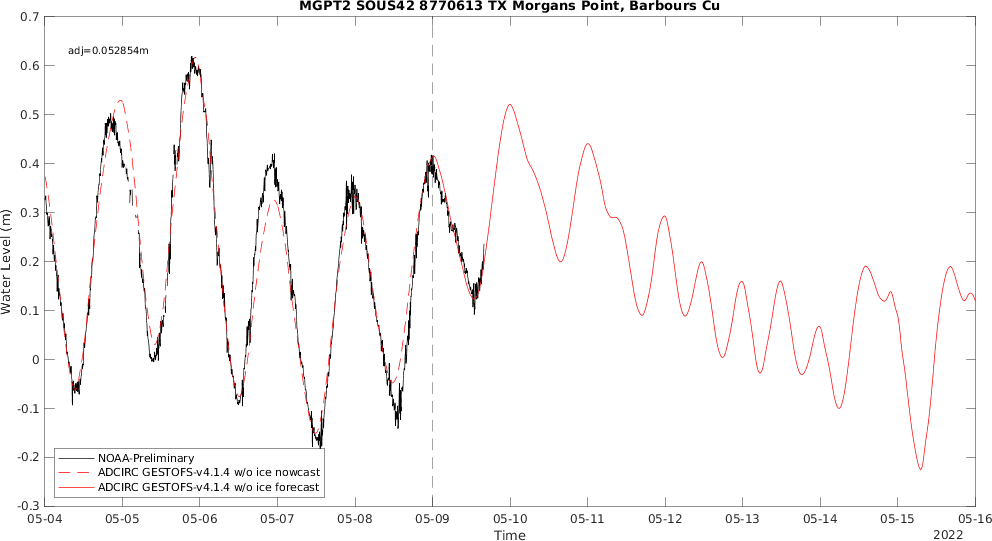 MGPT2 SOUS42 8770613 TX Morgans Point, Barbours Cu
adj=0.052854m
0.7
0.6
0.5
0.4
0.3
0.2
0.1
0
-0.1
-0.2
-0.3
Water Level (m)
NOAA-Preliminary
ADCIRC GESTOFS-v4.1.4 w/o ice nowcast
ADCIRC GESTOFS-v4.1.4 w/o ice forecast
05-04 05-05 05-06 05-07 05-08 05-09 05-10 05-11 05-12 05-13 05-14 05-15 05-16
Time
2022